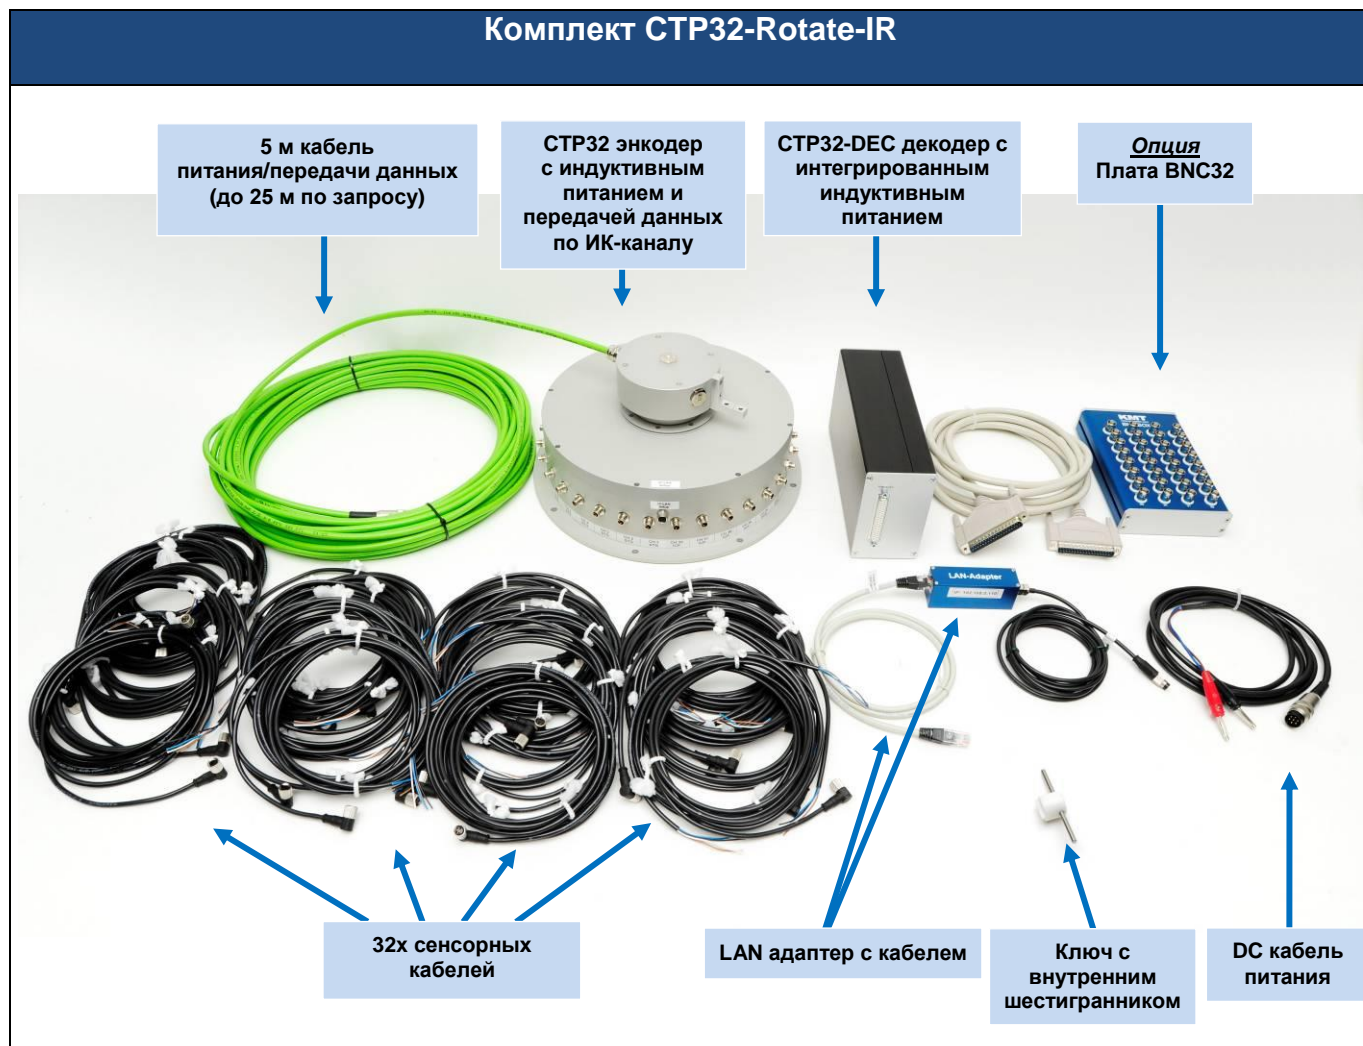 Комплект CTP32-Rotate-IR
5 м кабель
питания/передачи данных
(до 25 м по запросу)
CTP32 энкодер
с индуктивным
питанием и
передачей данных
по ИК-каналу
CTP32-DEC декодер с
интегрированным
индуктивным
питанием
Опция
Плата BNC32
KMT
LAN-Adapter
32x сенсорных
кабелей
LAN адаптер с кабелем
Ключ с
внутренним
шестигранником
DC кабель
питания